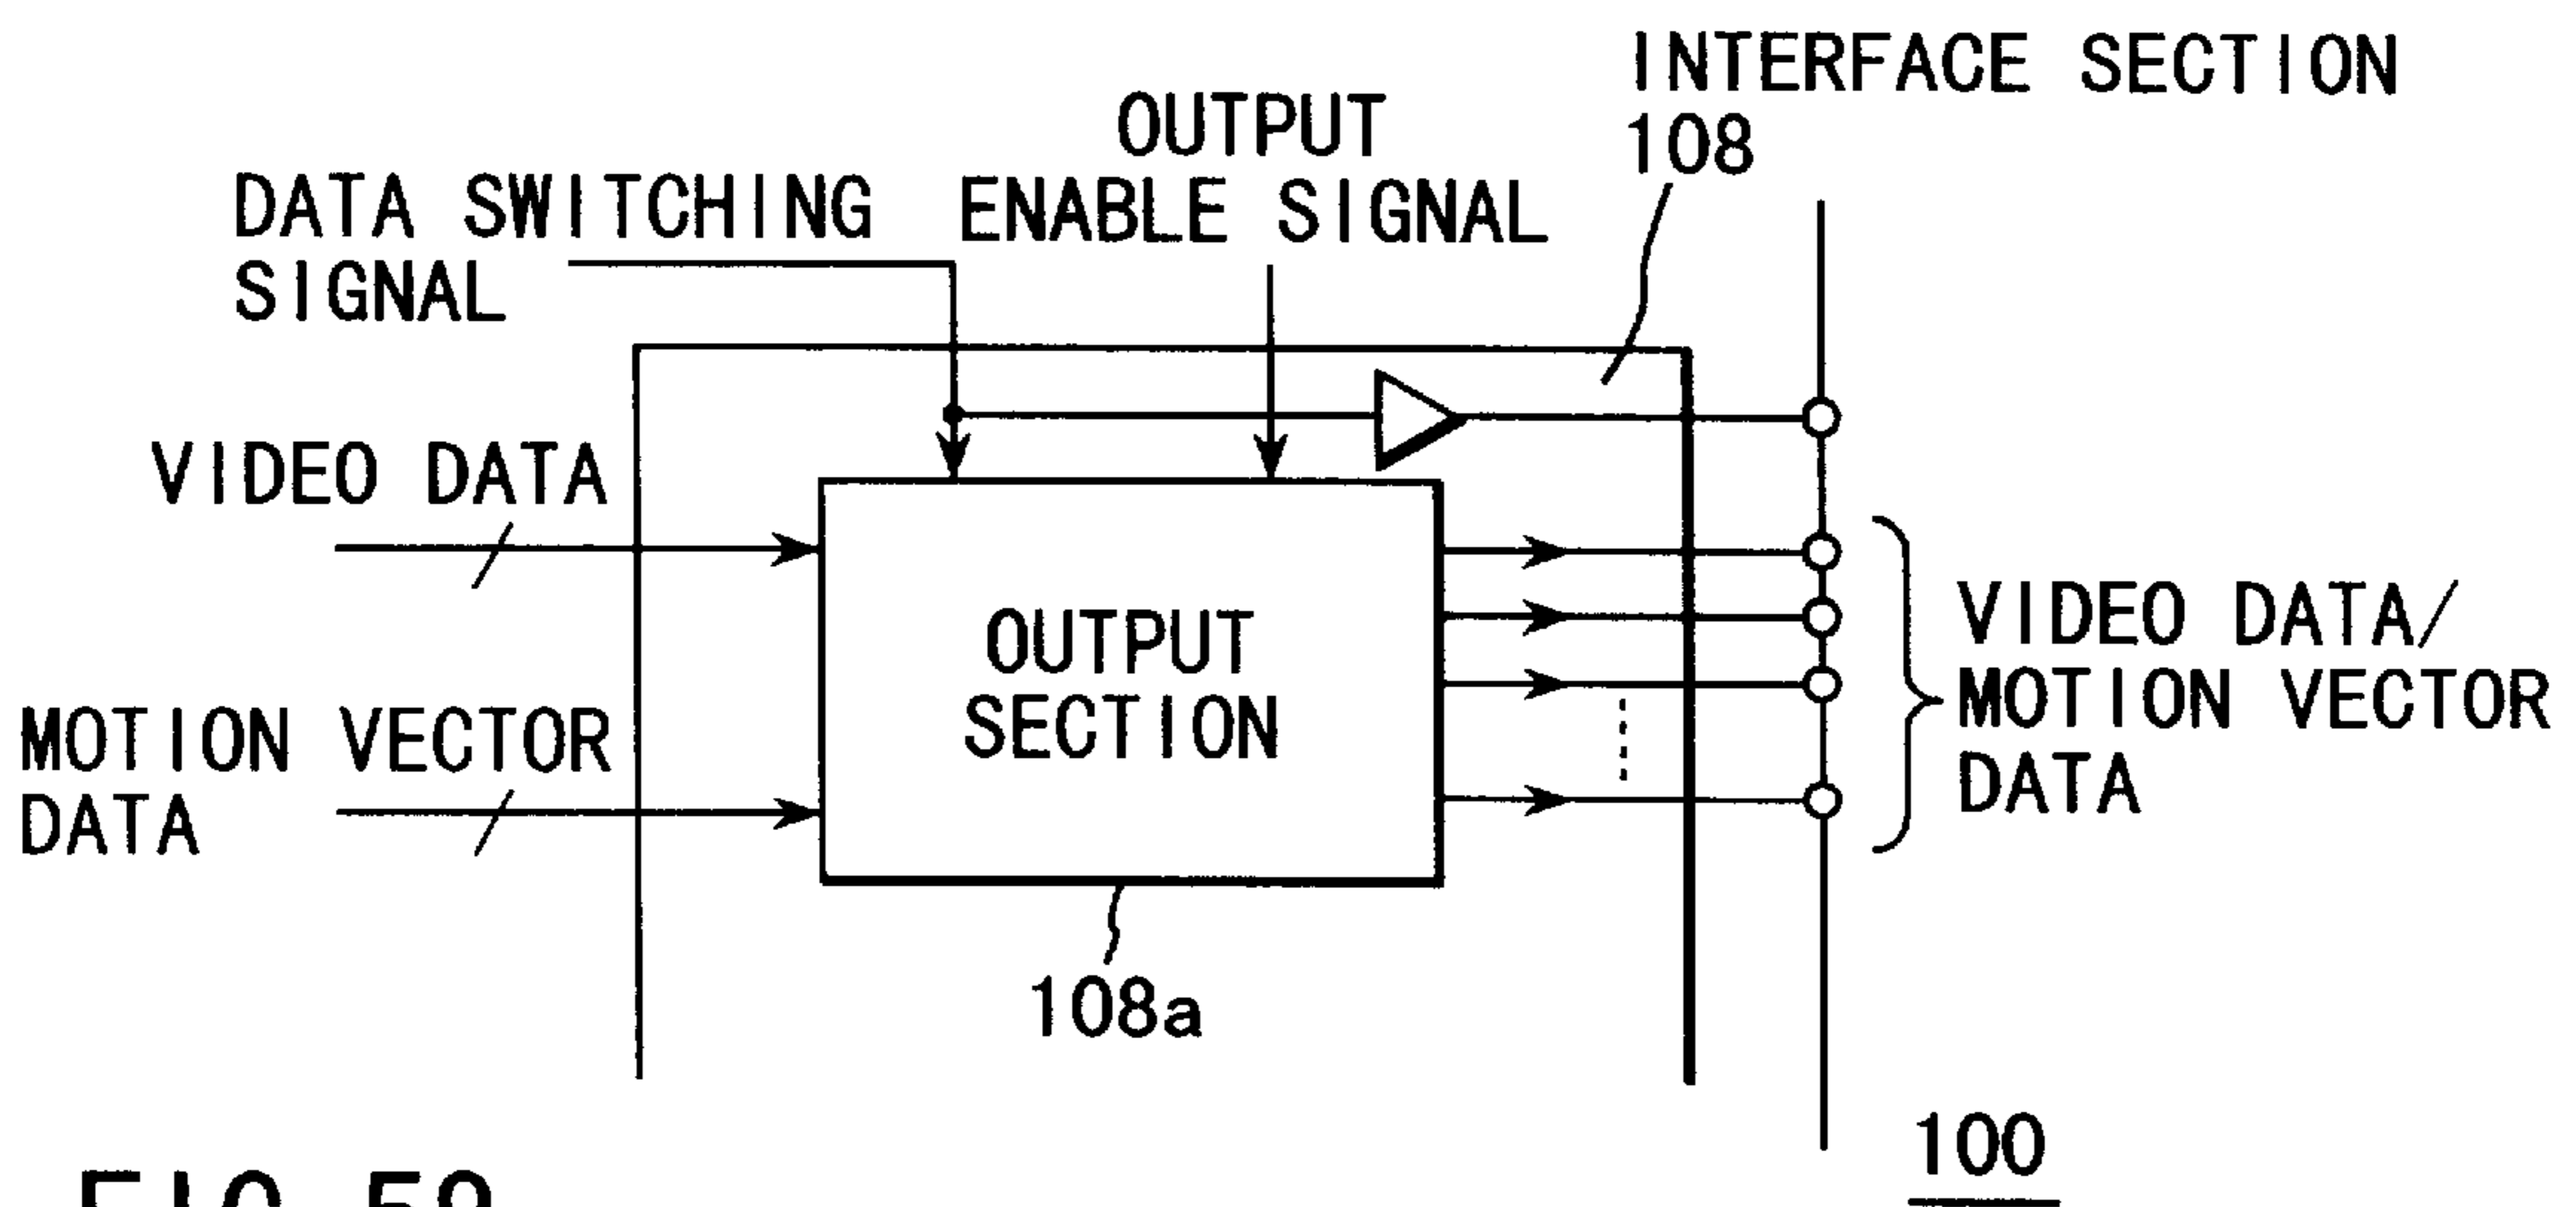 INTERFACE SECTION
108
OUTPUT
ENABLE SIGNAL
DATA SWITCHING
SIGNAL
VIDEO DATA
MOTION VECTOR
DATA
OUTPUT
SECTION
108a
VIDEO DATA/
MOTION VECTOR
DATA
100